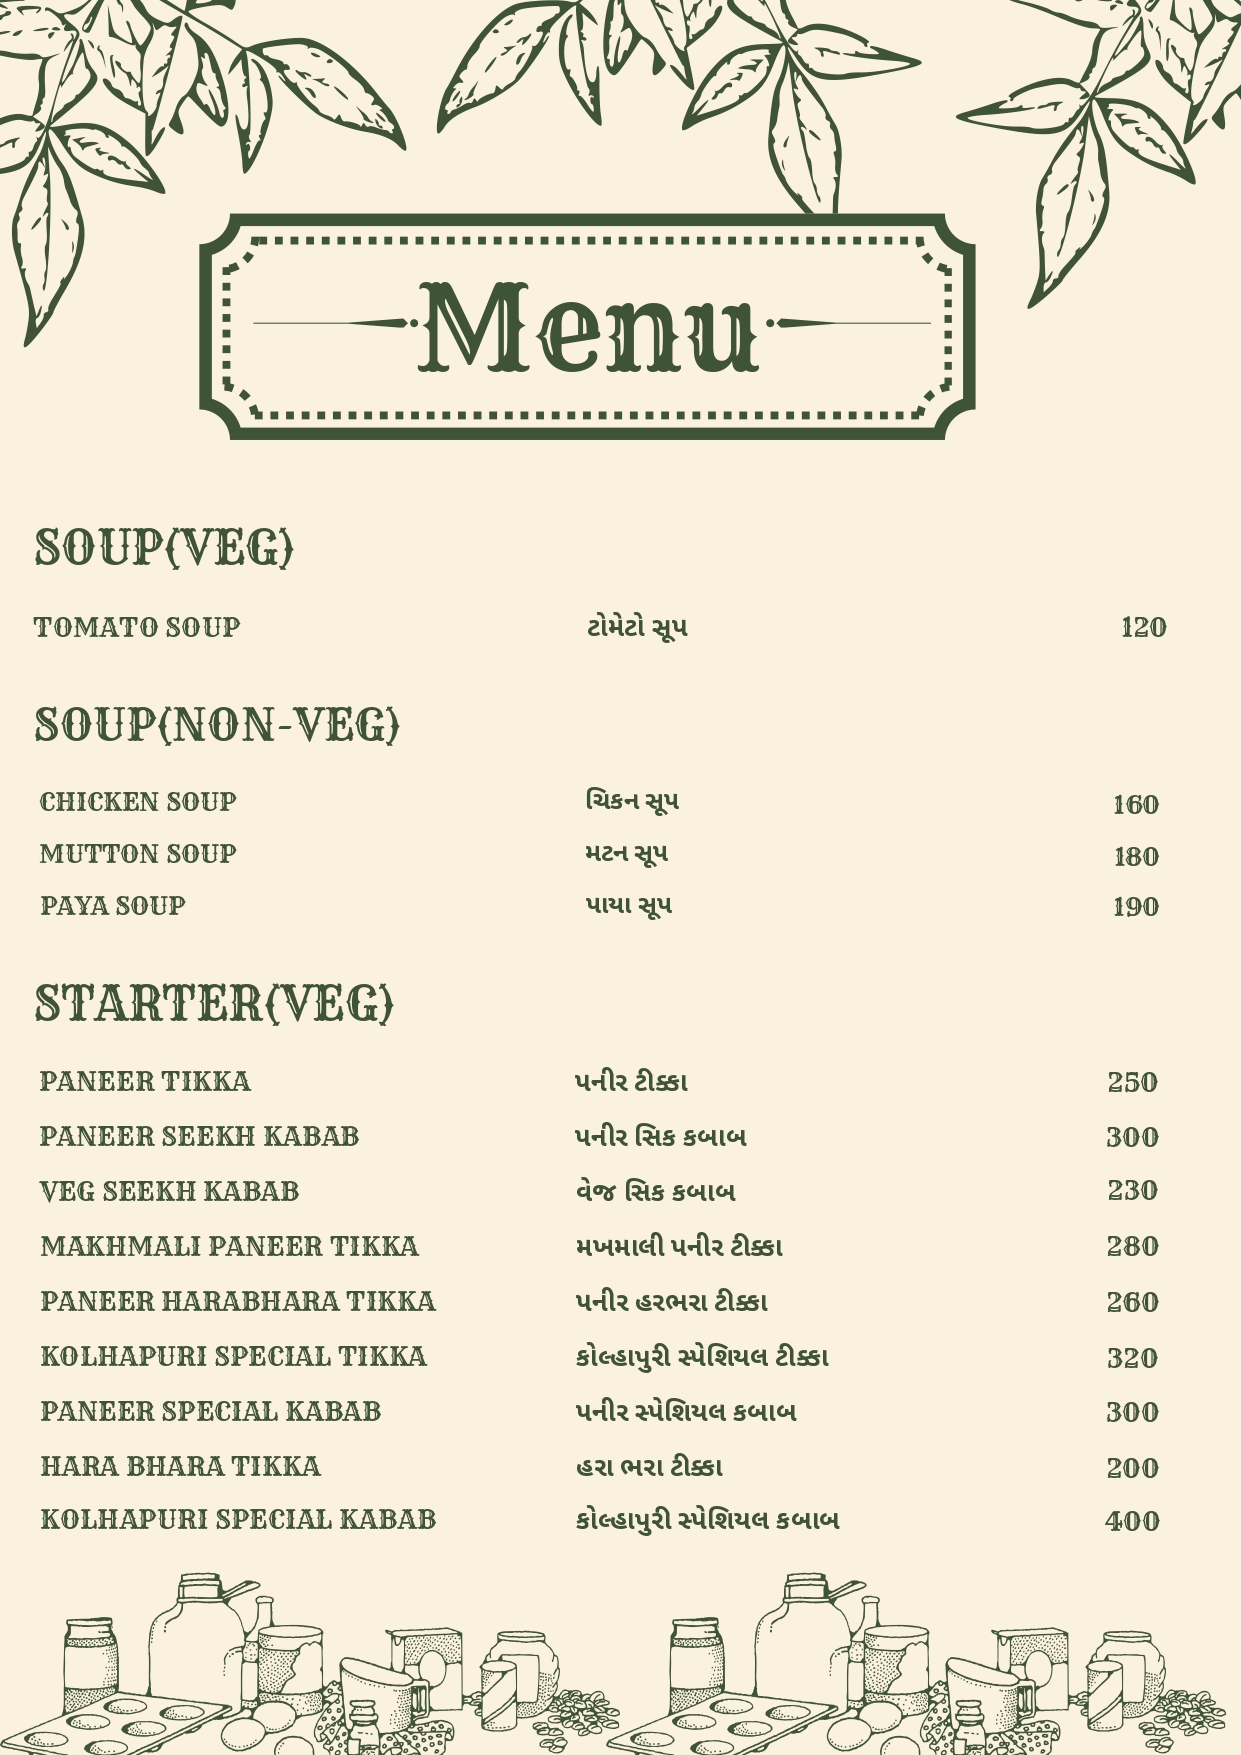 Menu
SOUP(VEG)
TOMATO SOUP ટોમેટો સૂપ 120
SOUP(NON-VEG)
CHICKEN SOUP ચિકન સૂપ 160
MUTTON SOUP મટન સૂપ 180
PAYA SOUP પાયા સૂપ 190
STARTER(VEG)
PANEER TIKKA પનીર ટીક્કા 250
PANEER SEEKH KABAB પનીર સિક કબાબ 300
VEG SEEKH KABAB વેજ સિક કબાબ 230
MAKHMALI PANEER TIKKA મખમાલી પનીર ટીક્કા 280
PANEER HARABHARA TIKKA પનીર હરભરા ટીક્કા 260
KOLHAPURI SPECIAL TIKKA કોલ્હાપુરી સ્પેશિયલ ટીક્કા 320
PANEER SPECIAL KABAB પનીર સ્પેશિયલ કબાબ 300
HARA BHARA TIKKA હરા ભરા ટીક્કા 200
KOLHAPURI SPECIAL KABAB કોલ્હાપુરી સ્પેશિયલ કબાબ 400